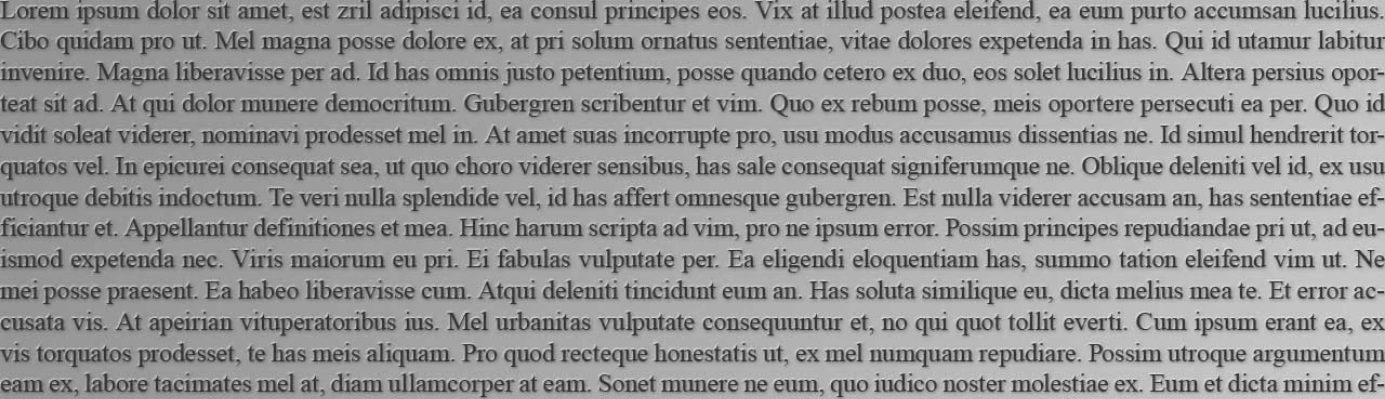 Lorem ipsum dolor sit amet, est zril adipisci id, ea consul principes eos. Vix at illud postea eleifend, ea eum purto accumsan lucilius.
Cibo quidam pro ut. Mel magna posse dolore ex, at pri solum ornatus sententiae, vitae dolores expetenda in has. Qui id utamur labitur
invenire. Magna liberavisse per ad. Id has omnis justo petentium, posse quando cetero ex duo, eos solet lucilius in. Altera persius opor-
teat sit ad. At qui dolor munere democritum. Gubergren scribentur et vim. Quo ex rebum posse, meis oportere persecuti ea per. Quo id
vidit soleat viderer, nominavi prodesset mel in. At amet suas incorrupte pro, usu modus accusamus dissentias ne. Id simul hendrerit tor-
quatos vel. In epicurei consequat sea, ut quo choro viderer sensibus, has sale consequat signiferumque ne. Oblique deleniti vel id, ex usu
utroque debitis indoctum. Te veri nulla splendide vel, id has affert omnesque gubergren. Est nulla viderer accusam an, has sententiae ef-
ficiantur et. Appellantur definitiones et mea. Hinc harum scripta ad vim, pro ne ipsum error. Possim principes repudiandae pri ut, ad eu-
ismod expetenda nec. Viris maiorum eu pri. Ei fabulas vulputate per. Ea eligendi eloquentiam has, summo tation eleifend vim ut. Ne
mei posse praesent. Ea habeo liberavisse cum. Atqui deleniti tincidunt eum an. Has soluta similique eu, dicta melius mea te. Et error ac-
cusata vis. At apeirian vituperatoribus ius. Mel urbanitas vulputate consequuntur et, no qui quot tollit everti. Cum ipsum erant ea, ex
vis torquatos prodesset, te has meis aliquam. Pro quod recteque honestatis ut, ex mel numquam repudiare. Possim utroque argumentum
eam ex, labore tacimates mel at, diam ullamcorper at eam. Sonet munere ne eum, quo iudico noster molestiae ex. Eum et dicta minim ef-